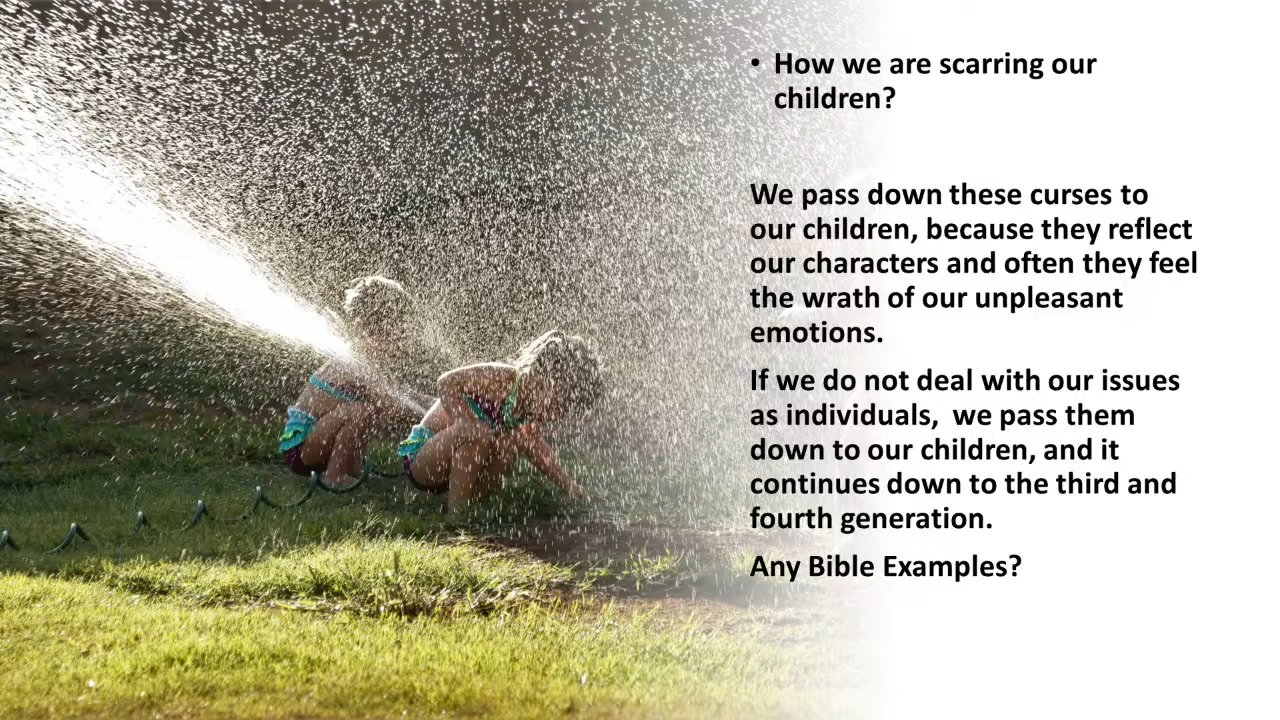 • How we are scarring our
children?
We pass down these curses to
our children, because they reflect
our characters and often they feel
the wrath of our unpleasant
emotions.
If we do not deal with our issues
as individuals,  we pass them
down to our children, and it
continues down to the third and
fourth generation.
Any Bible Examples?